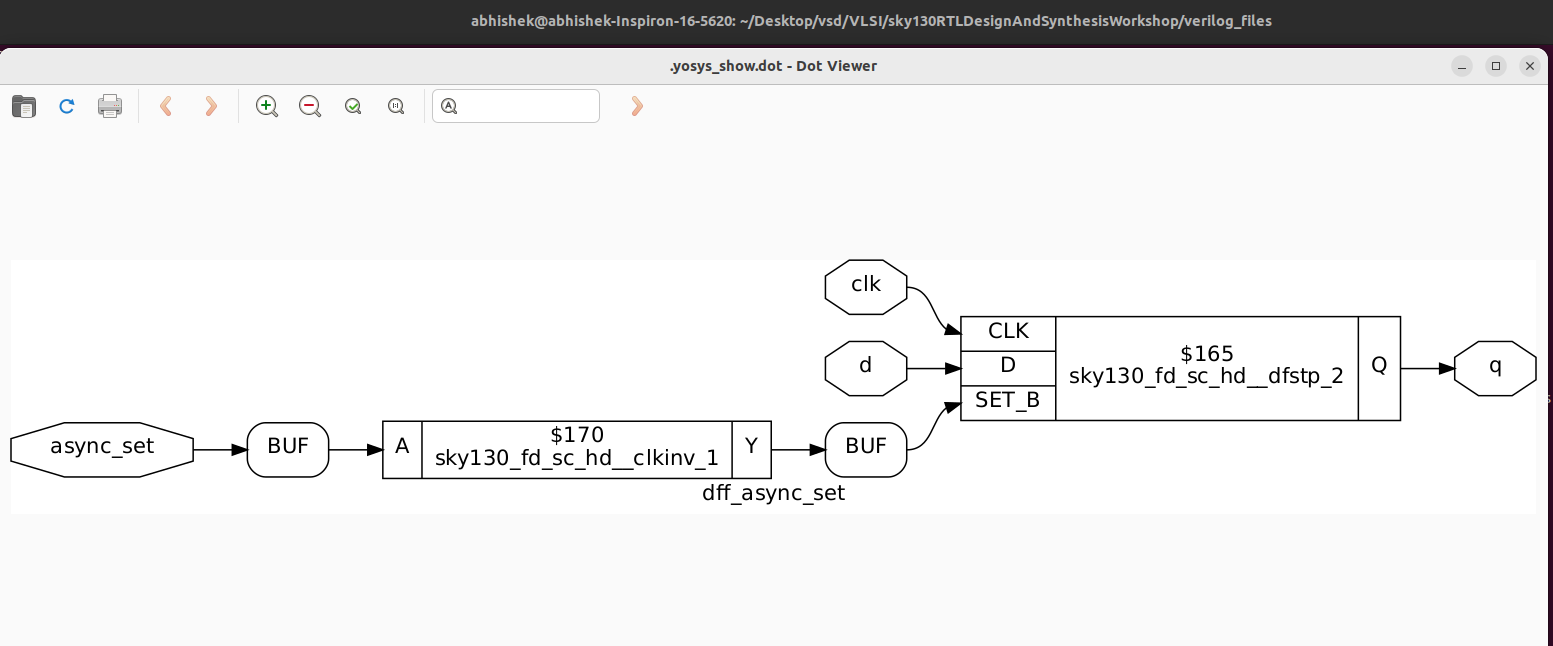 abhishek@abhishek-Inspiron-16-5620: ~/Desktop/vsd/VLSI/sky130RTLDesignAndSynthesisWorkshop/verilog_files
.yosys_show.dot - Dot Viewer
clk
CLK
d
D
$165
sky130_fd_sc_hd__dfstp_2
Q
q
SET_B
async_set
BUF
A
$170
sky130_fd_sc_hd__clkinv_1
Y
BUF
dff_async_set